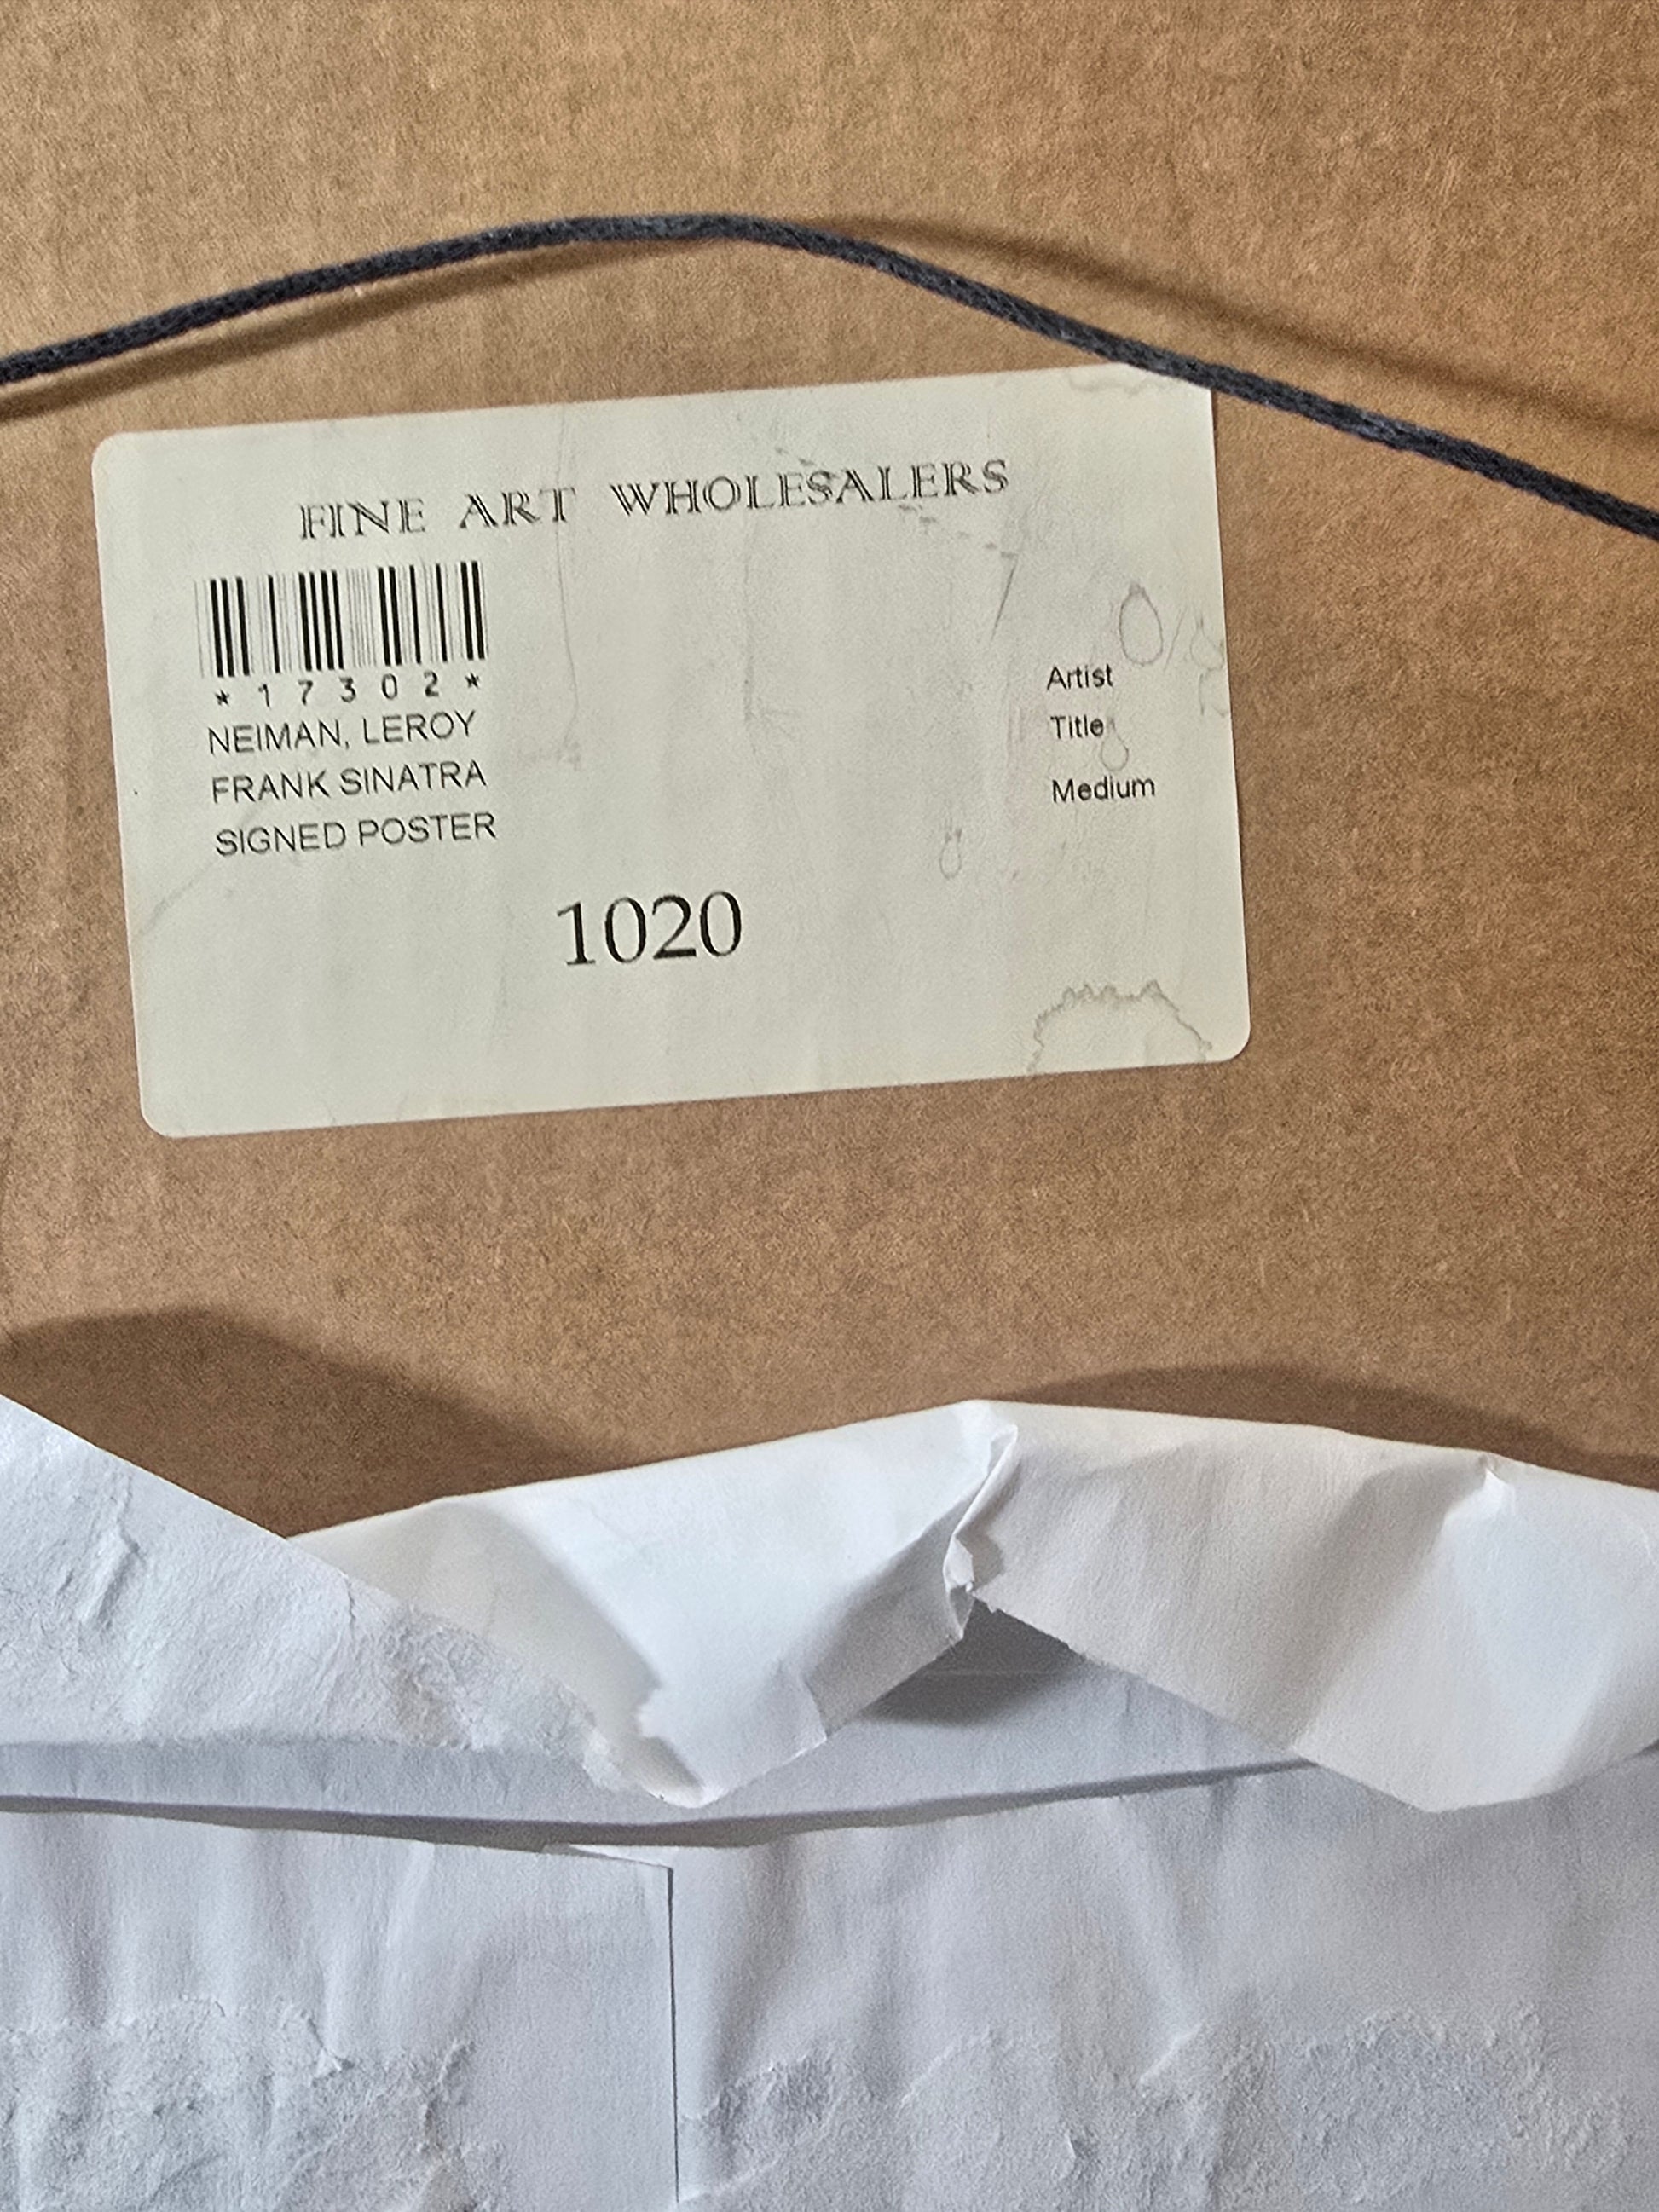 FINE ART WHOLESALERS
*17302*
NEIMAN, LEROY
Artist
FRANK SINATRA
Title
SIGNED POSTER
Medium
1020